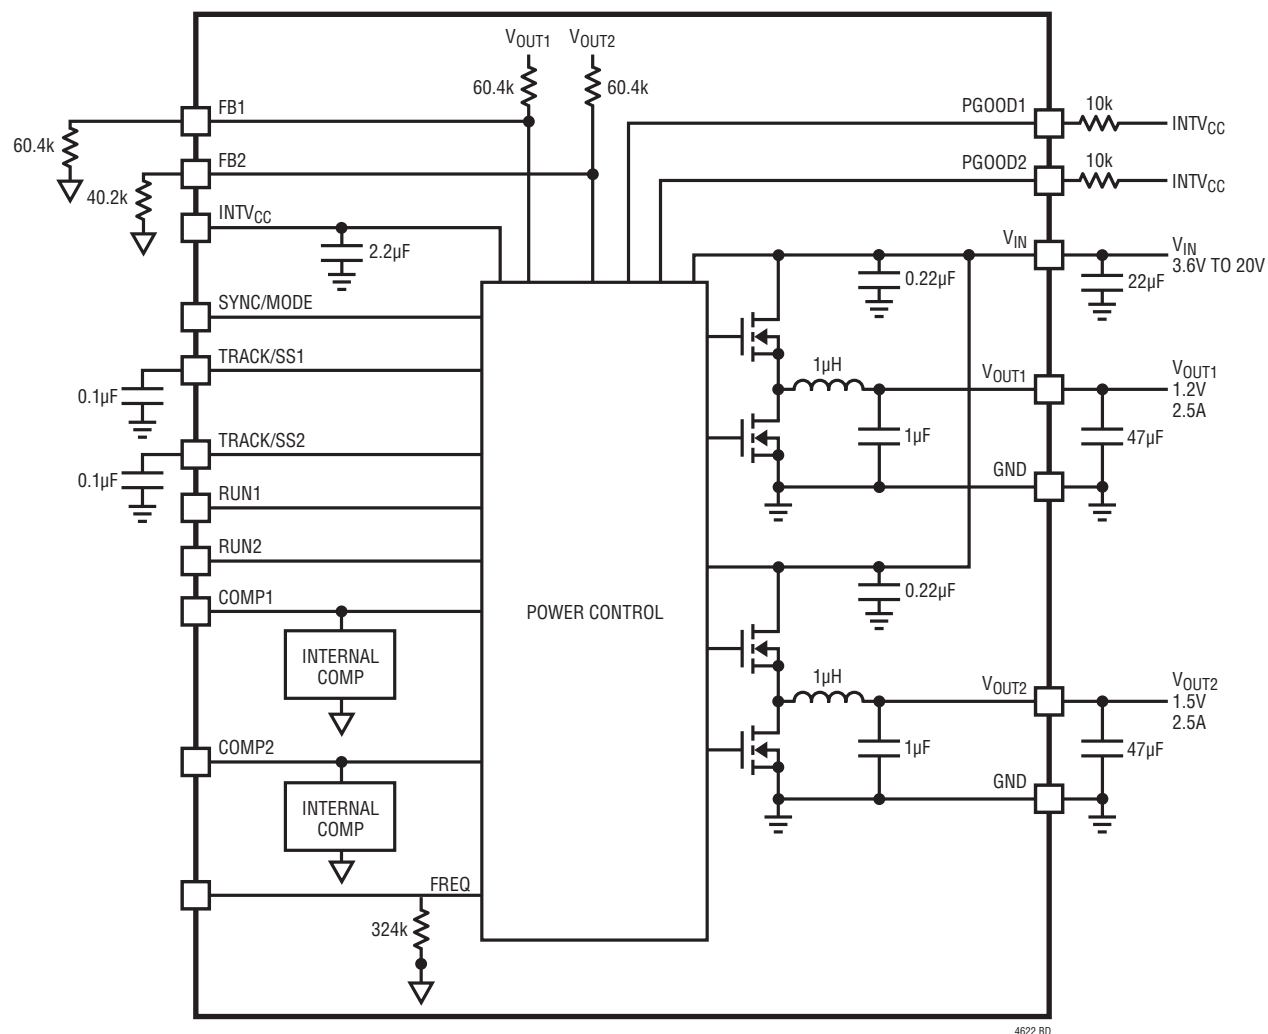 VOUT1 VOUT2
60.4k
60.4k
FB1
60.4k
FB2
40.2k
INTVCC
2.2µF
PGOOD1
10k
INTVCC
PGOOD2
10k
INTVCC
VIN
VIN
3.6V TO 20V
0.22µF
22µF
SYNC/MODE
TRACK/SS1
0.1µF
TRACK/SS2
0.1µF
RUN1
RUN2
COMP1
INTERNAL
COMP
COMP2
INTERNAL
COMP
FREQ
324k
POWER CONTROL
1µH
VOUT1
VOUT1
1.2V
2.5A
1µF
47µF
GND
0.22µF
1µH
VOUT2
VOUT2
1.5V
2.5A
1µF
47µF
GND
4622 BD